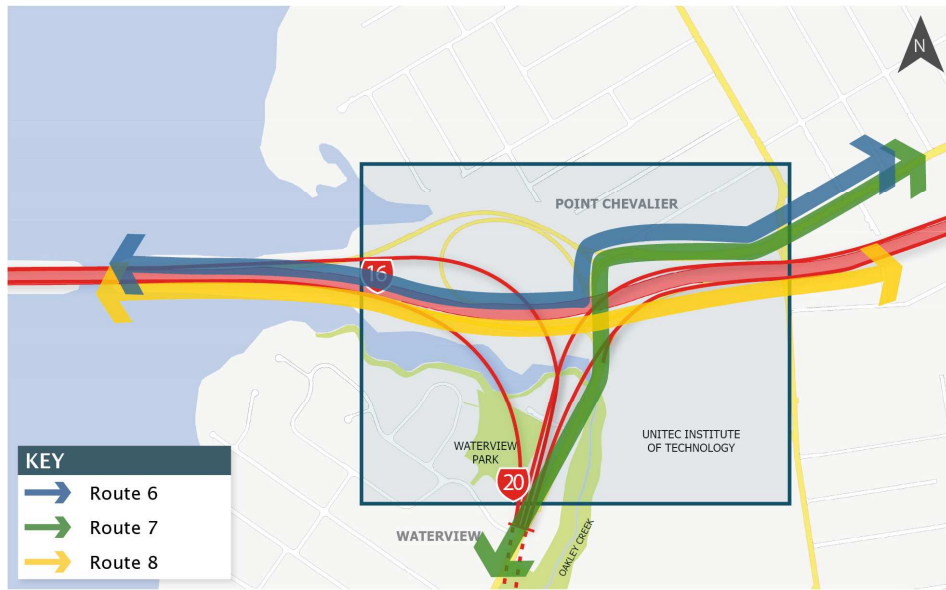 N
POINT CHEVALIER
16
WATERVIEW
PARK
UNITEC INSTITUTE
OF TECHNOLOGY
20
WATERVIEW
OAKLEY CREEK
KEY
Route 6
Route 7
Route 8